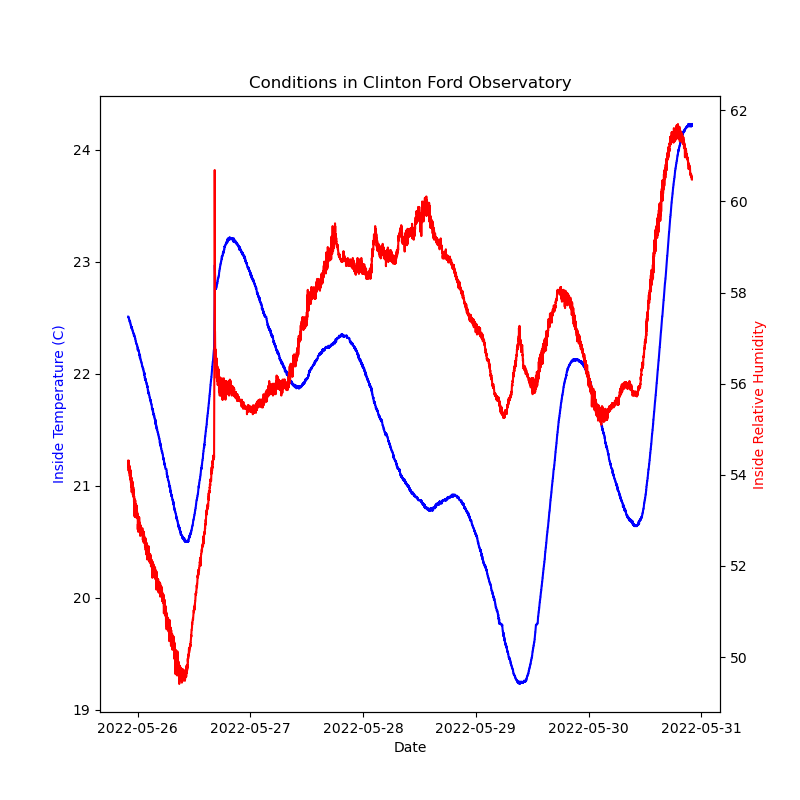 Conditions in Clinton Ford Observatory
Inside Temperature (C)
24
23
22
21
20
19
62
60
58
56
54
52
50
Inside Relative Humidity
2022-05-26 2022-05-27 2022-05-28 2022-05-29 2022-05-30 2022-05-31
Date